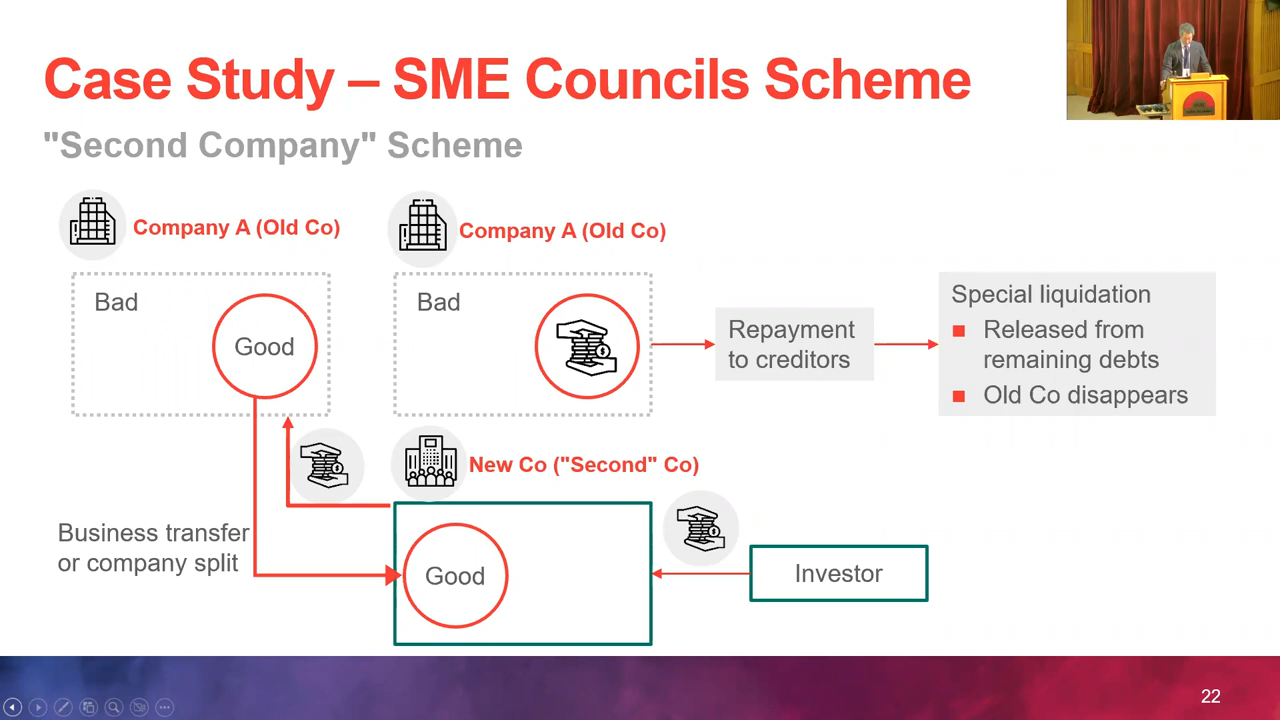 Case Study – SME Councils Scheme
"Second Company" Scheme
Company A (Old Co)
Bad
Good
Company A (Old Co)
Bad
Repayment
to creditors
Special liquidation
Released from
remaining debts
Old Co disappears
Business transfer
or company split
New Co ("Second" Co)
Good
Investor
22